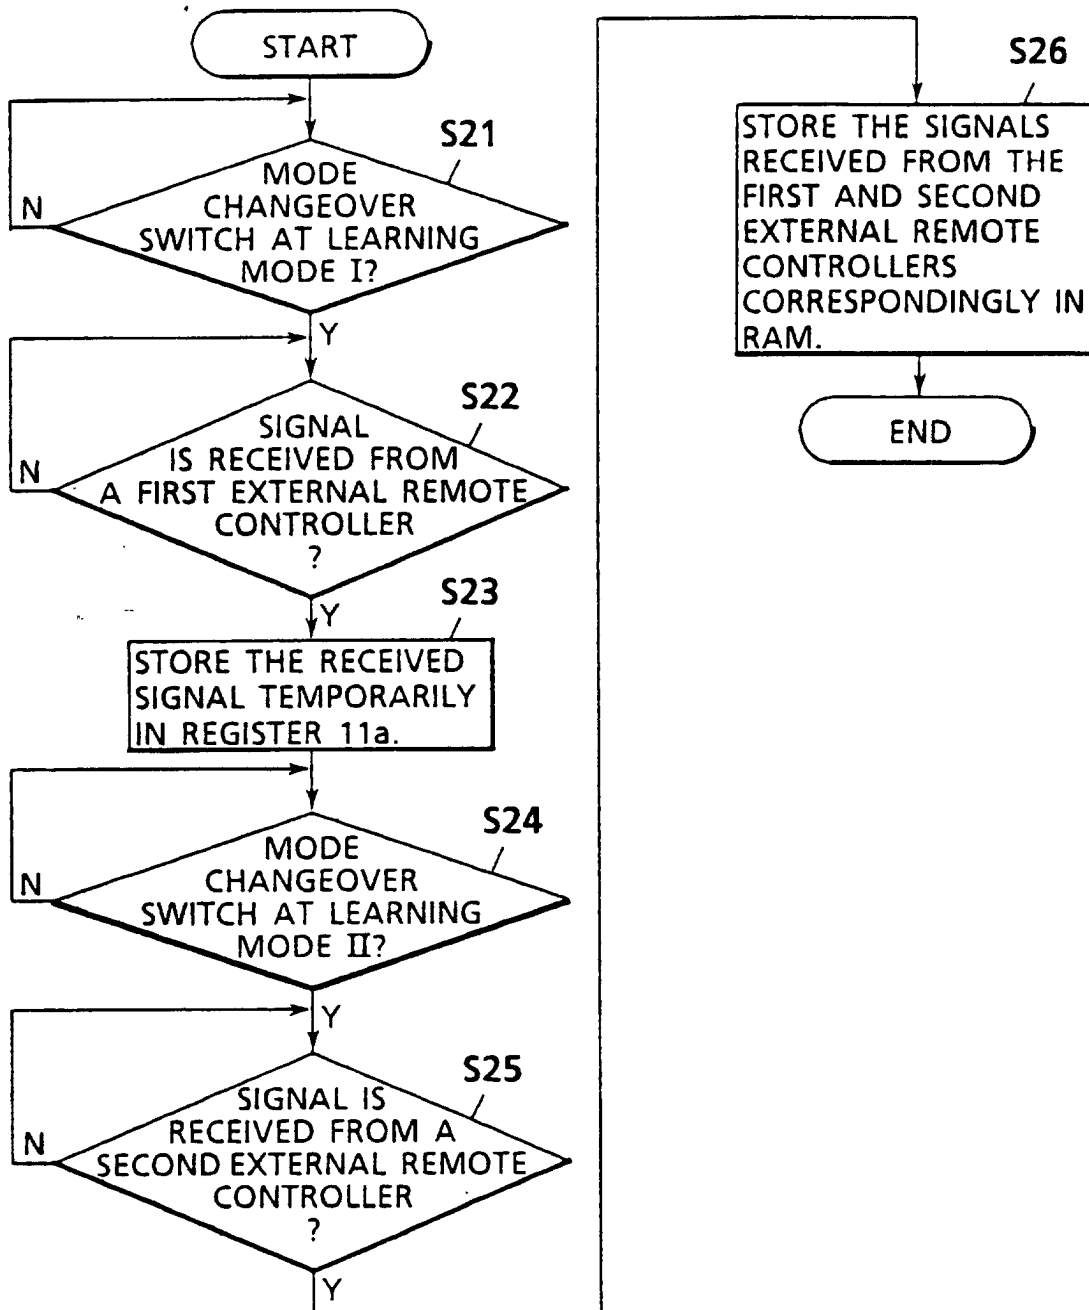 START
S21
MODE
CHANGEOVER
SWITCH AT LEARNING
MODE I?
N
Y
S22
SIGNAL
IS RECEIVED FROM
A FIRST EXTERNAL REMOTE
CONTROLLER
?
N
Y
S23
STORE THE RECEIVED
SIGNAL TEMPORARILY
IN REGISTER 11a.
S24
MODE
CHANGEOVER
SWITCH AT LEARNING
MODE II?
N
Y
S25
SIGNAL IS
RECEIVED FROM A
SECOND EXTERNAL REMOTE
CONTROLLER
?
N
Y
S26
STORE THE SIGNALS
RECEIVED FROM THE
FIRST AND SECOND
EXTERNAL REMOTE
CONTROLLERS
CORRESPONDINGLY IN
RAM.
END